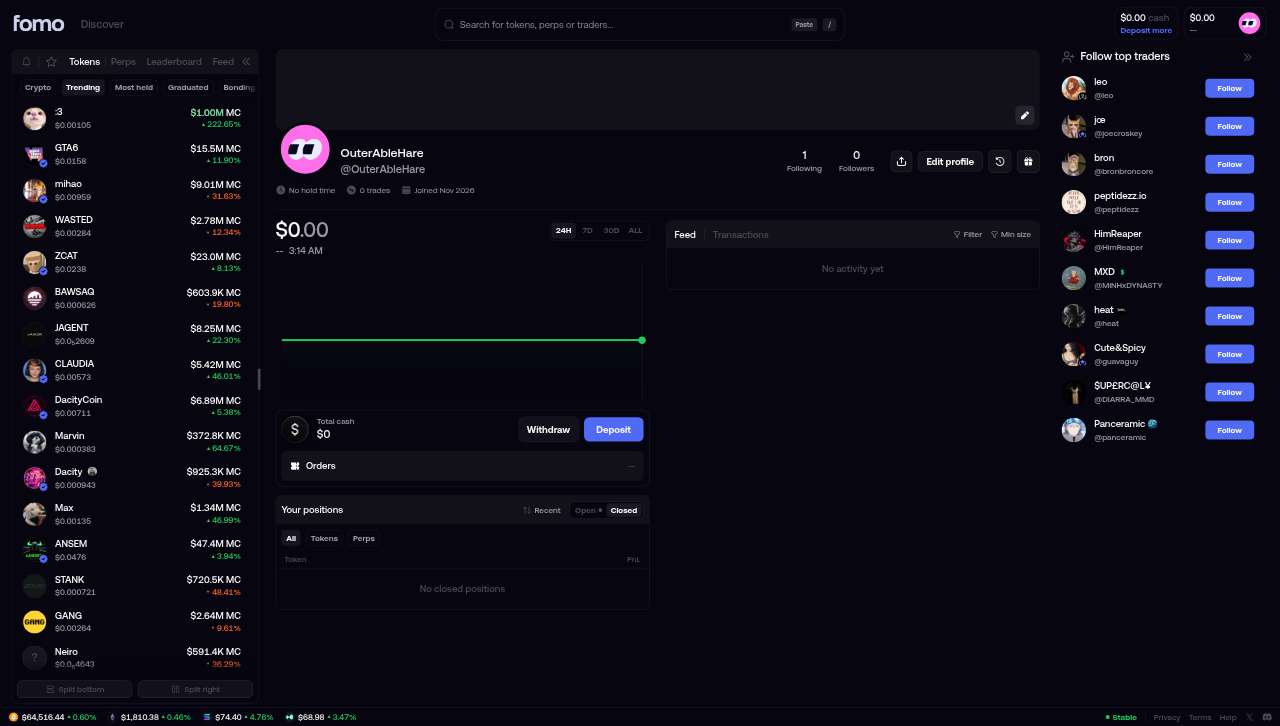 fomo
Discover
Search for tokens, perps or traders...
Paste
/
$0.00 cash
Deposit more
$0.00
—
Tokens
Perps
Leaderboard
Feed
Crypto
Trending
Most held
Graduated
Bonding
:3
$0.00105
$1.00M MC
222.65%
GTA6
$0.0158
$15.5M MC
11.90%
mihao
$0.00959
$9.01M MC
31.63%
WASTED
$0.00284
$2.78M MC
12.34%
ZCAT
$0.0238
$23.0M MC
8.13%
BAWSAQ
$0.000626
$603.9K MC
19.80%
JAGENT
$0.0₅2609
$8.25M MC
22.30%
CLAUDIA
$0.00573
$5.42M MC
46.01%
DacityCoin
$0.00711
$6.89M MC
5.38%
Marvin
$0.000383
$372.8K MC
64.67%
Dacity
$0.000943
$925.3K MC
39.93%
Max
$0.00135
$1.34M MC
46.99%
ANSEM
$0.0476
$47.4M MC
3.94%
STANK
$0.000721
$720.5K MC
48.41%
GANG
GANG
$0.00264
$2.64M MC
9.61%
?
Neiro
$591.4K MC
36.29%
Split bottom
Split right
OuterAbleHare
@OuterAbleHare
No hold time
0 trades
Joined Nov 2026
1
Following
0
Followers
Edit profile
$0.00
-- 3:14 AM
24H
7D
30D
ALL
$
Total cash
$0
Withdraw
Deposit
Orders
—
Your positions
Recent
Open
Closed
All
Tokens
Perps
Token
PnL
No closed positions
Feed
Transactions
Filter
Min size
No activity yet
Follow top traders
leo
@leo
Follow
jœ
@joecroskey
Follow
bron
@bronbroncore
Follow
peptidezz.io
@peptidezz
Follow
HimReaper
@HimReaper
Follow
MXD
@MINHxDYNASTY
Follow
heat
@heat
Follow
Cute&Spicy
@guavaguy
Follow
$UP£RC@L¥
@DIARRA_MMD
Follow
Panceramic
@panceramic
Follow
$64,516.44 0.60%
$1,810.38 0.46%
$74.40 4.76%
$68.98 3.47%
Stable
Privacy
Terms
Help